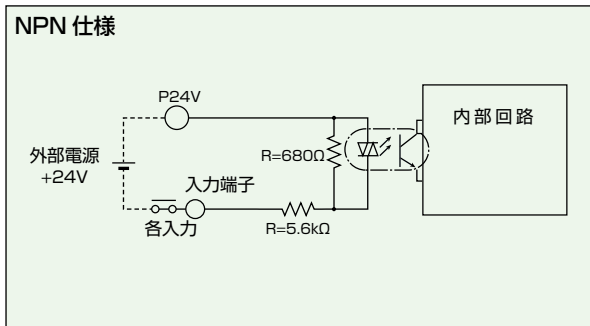 NPN 仕様
P24V
内部回路
外部電源
+24V
R=680Ω
入力端子
各入力
R=5.6kΩ